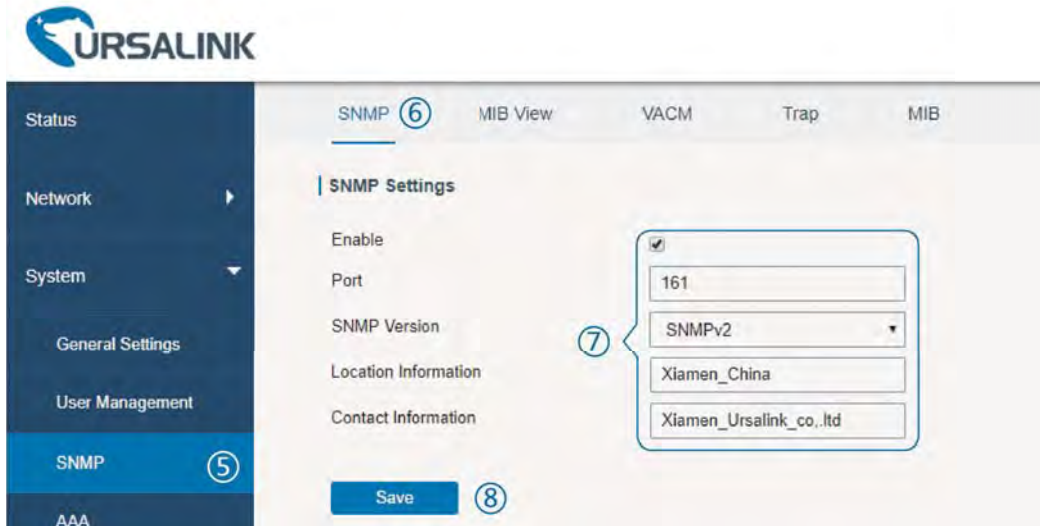 URSALINK
Status
Network
System
General Settings
User Management
SNMP ⑤
AAA
SNMP ⑥ MIB View VACM Trap MIB
SNMP Settings
Enable
Port 161
⑦
SNMP Version SNMPv2
Location Information Xiamen_China
Contact Information Xiamen_Ursalink_co,.ltd
Save ⑧